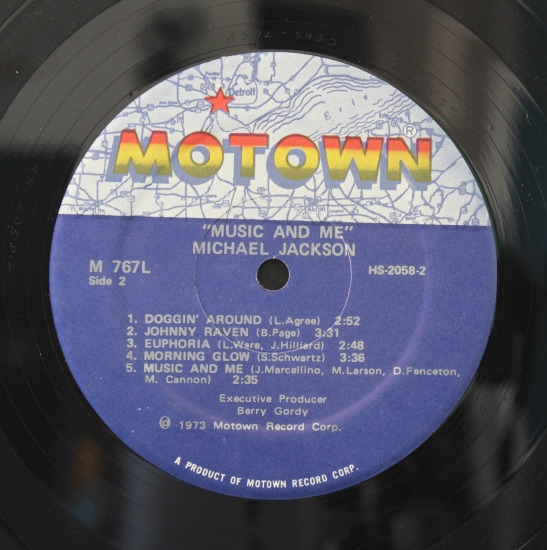 Detroit
Erie
MOTOWN®
"MUSIC AND ME"
MICHAEL JACKSON
M 767L
Side 2
HS-2058-2
1. DOGGIN' AROUND (L.Agree) 2:52
2. JOHNNY RAVEN (B.Page) 3:31
3. EUPHORIA (L.Ware, J.Hilliard) 2:48
4. MORNING GLOW (S.Schwartz) 3:36
5. MUSIC AND ME (J.Marcellino, M.Larson, D.Fenceton,
M. Cannon) 2:35
Executive Producer
Berry Gordy
℗ 1973 Motown Record Corp.
A PRODUCT OF MOTOWN RECORD CORP.